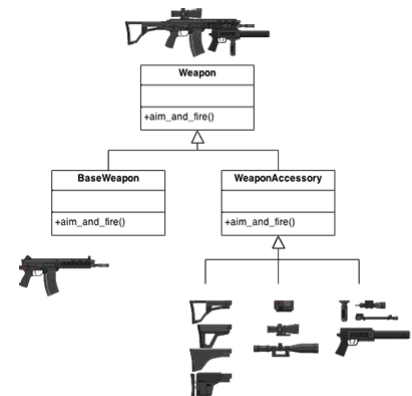 Weapon
+aim_and_fire()
BaseWeapon
WeaponAccessory
+aim_and_fire()
+aim_and_fire()